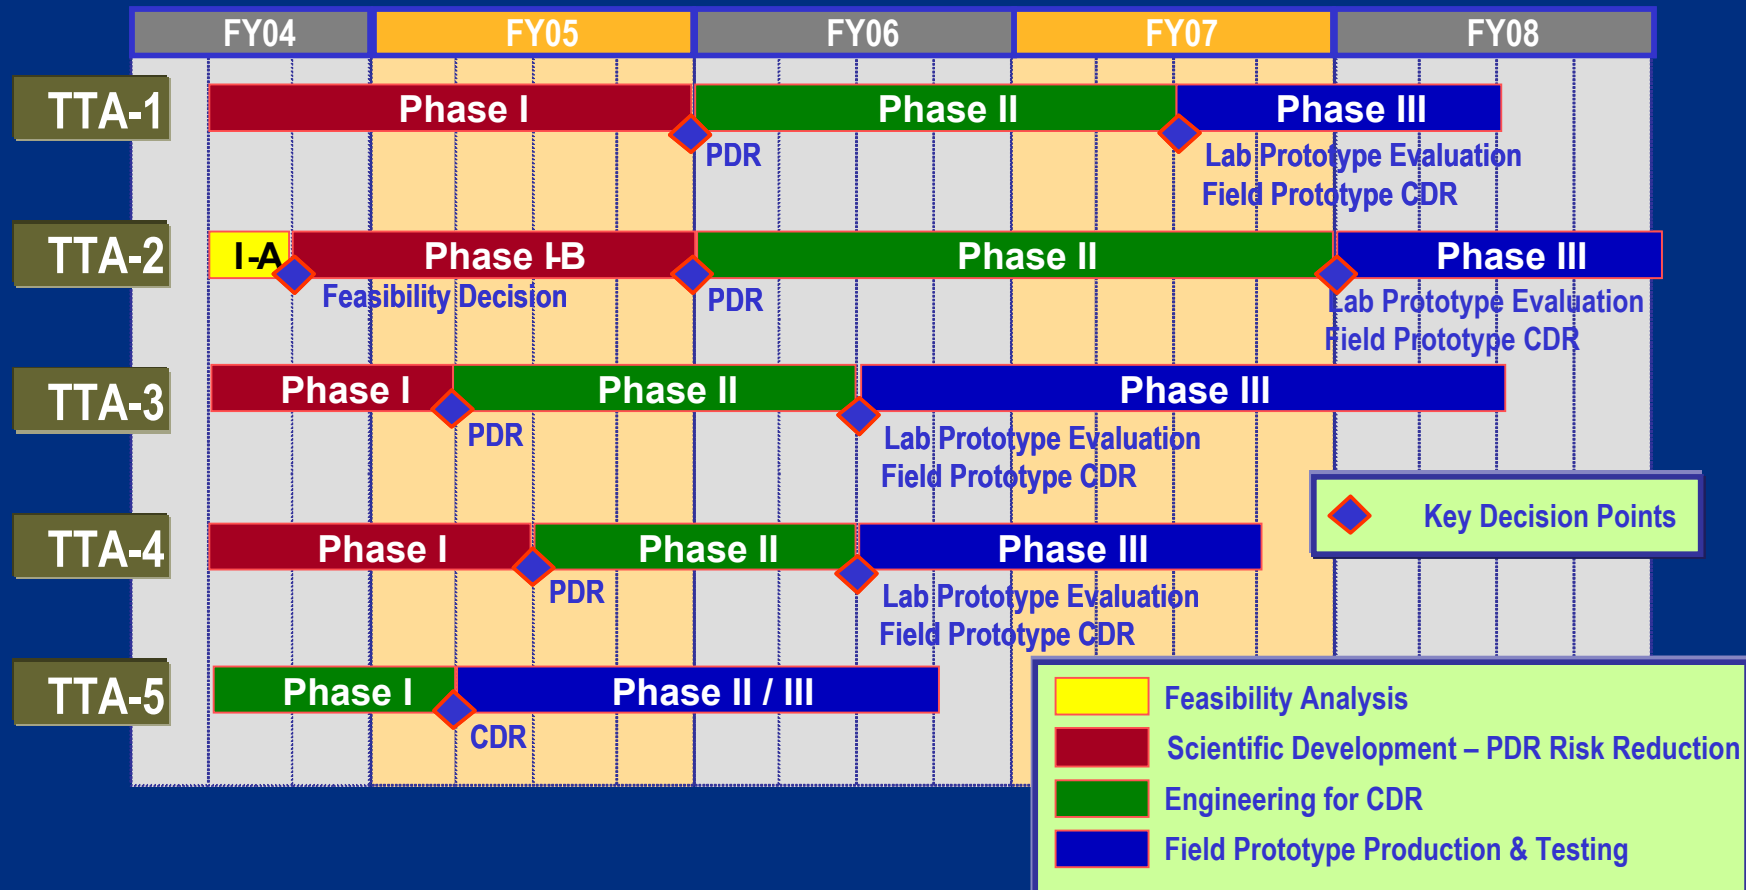 FY04 FY05 FY06 FY07 FY08
TTA-1 Phase I Phase II Phase III
PDR Lab Prototype Evaluation
Field Prototype CDR
TTA-2 I-A Phase I-B Phase II Phase III
Feasibility Decision PDR Lab Prototype Evaluation
Field Prototype CDR
TTA-3 Phase I Phase II Phase III
PDR Lab Prototype Evaluation
Field Prototype CDR
Key Decision Points
TTA-4 Phase I Phase II Phase III
PDR Lab Prototype Evaluation
Field Prototype CDR
TTA-5 Phase I Phase II / III
CDR
Feasibility Analysis
Scientific Development – PDR Risk Reduction
Engineering for CDR
Field Prototype Production & Testing